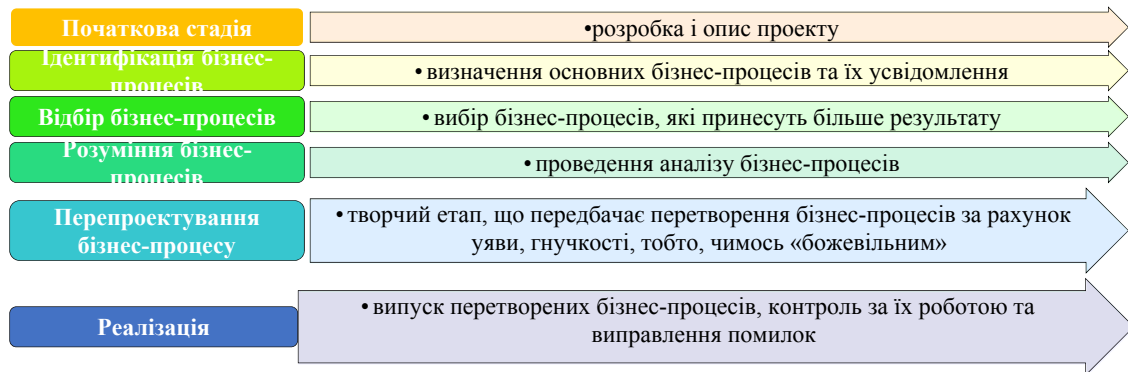 Початкова стадія
•розробка і опис проекту
Ідентифікація бізнес-
процесів
• визначення основних бізнес-процесів та їх усвідомлення
Відбір бізнес-процесів
• вибір бізнес-процесів, які принесуть більше результату
Розуміння бізнес-
процесів
• проведення аналізу бізнес-процесів
Перепроектування
бізнес-процесу
• творчий етап, що передбачає перетворення бізнес-процесів за рахунок
уяви, гнучкості, тобто, чимось «божевільним»
Реалізація
• випуск перетворених бізнес-процесів, контроль за їх роботою та
виправлення помилок